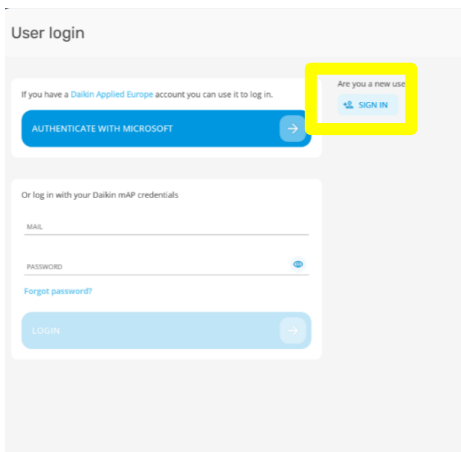 User login
If you have a Daikin Applied Europe account you can use it to log in.
AUTHENTICATE WITH MICROSOFT
Are you a new use
SIGN IN
Or log in with your Daikin mAP credentials
MAIL
PASSWORD
Forgot password?
LOGIN